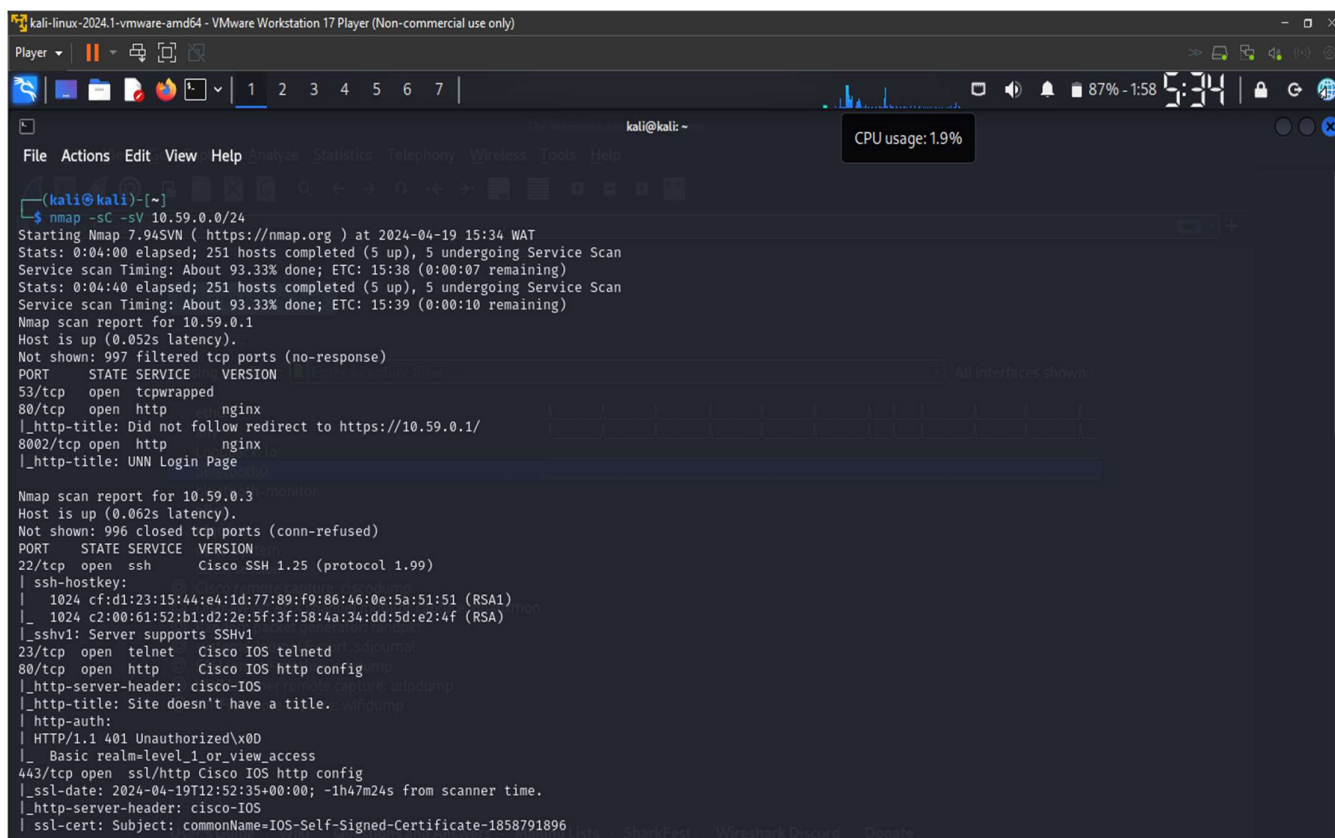 kali-linux-2024.1-vmware-amd64 - VMware Workstation 17 Player (Non-commercial use only)
Player
1 2 3 4 5 6 7
87% - 1:58 5:34
kali@kali: ~
CPU usage: 1.9%
File Actions Edit View Help
Analyze Statistics Telephony Wireless Tools Help
(kali㉿kali)-[~]
$ nmap -sC -sV 10.59.0.0/24
Starting Nmap 7.94SVN ( https://nmap.org ) at 2024-04-19 15:34 WAT
Stats: 0:04:00 elapsed; 251 hosts completed (5 up), 5 undergoing Service Scan
Service scan Timing: About 93.33% done; ETC: 15:38 (0:00:07 remaining)
Stats: 0:04:40 elapsed; 251 hosts completed (5 up), 5 undergoing Service Scan
Service scan Timing: About 93.33% done; ETC: 15:39 (0:00:10 remaining)
Nmap scan report for 10.59.0.1
Host is up (0.052s latency).
Not shown: 997 filtered tcp ports (no-response)
PORT STATE SERVICE VERSION
All interfaces shown
53/tcp open tcpwrapped
80/tcp open http nginx
|_http-title: Did not follow redirect to https://10.59.0.1/
8002/tcp open http nginx
|_http-title: UNN Login Page
Nmap scan report for 10.59.0.3
Host is up (0.062s latency).
Not shown: 996 closed tcp ports (conn-refused)
PORT STATE SERVICE VERSION
22/tcp open ssh Cisco SSH 1.25 (protocol 1.99)
| ssh-hostkey:
| 1024 cf:d1:23:15:44:e4:1d:77:89:f9:86:46:0e:5a:51:51 (RSA1)
|_ 1024 c2:00:61:52:b1:d2:2e:5f:3f:58:4a:34:dd:5d:e2:4f (RSA)
|_sshv1: Server supports SSHv1
23/tcp open telnet Cisco IOS telnetd
80/tcp open http Cisco IOS http config
|_http-server-header: cisco-IOS
|_http-title: Site doesn't have a title.
| http-auth:
| HTTP/1.1 401 Unauthorized\x0D
|_ Basic realm=level_1_or_view_access
443/tcp open ssl/http Cisco IOS http config
|_ssl-date: 2024-04-19T12:52:35+00:00; -1h47m24s from scanner time.
|_http-server-header: cisco-IOS
| ssl-cert: Subject: commonName=IOS-Self-Signed-Certificate-1858791896
SharkFest Wireshark Discord Donate